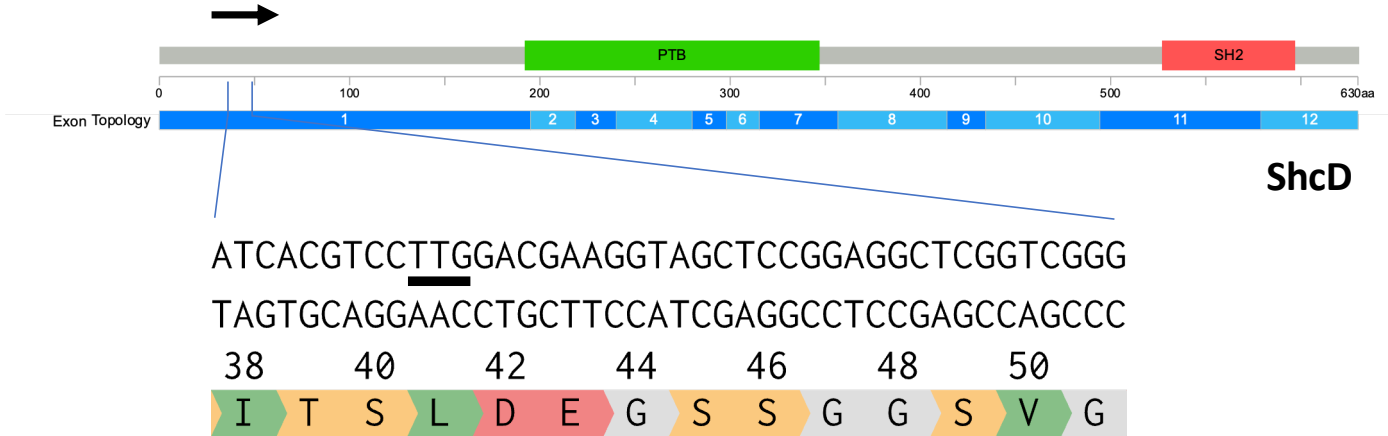 PTB SH2
0 100 200 300 400 500 630aa
Exon Topology 1 2 3 4 5 6 7 8 9 10 11 12
ShcD
ATCACGTCCTTGGACGAAGGTAGCTCCGGAGGCTCGGTCGGG
TAGTGCAGGAACCTGCTTCCATCGAGGCCTCCGAGCCAGCCC
38 40 42 44 46 48 50
I T S L D E G S S G G S V G